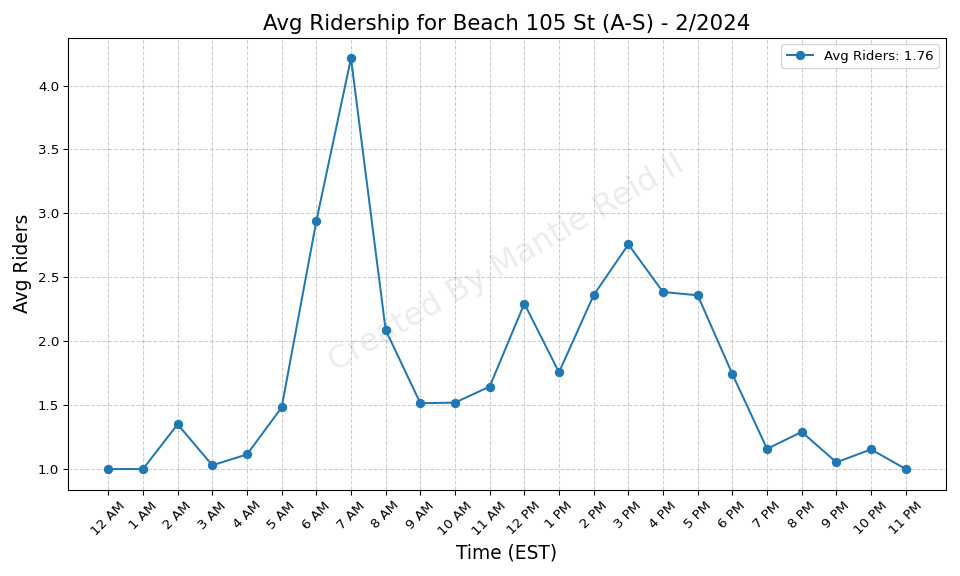 Avg Ridership for Beach 105 St (A-S) - 2/2024
Avg Riders: 1.76
Avg Riders
4.0
3.5
3.0
2.5
2.0
1.5
1.0
Created By Mantie Reid II
12 AM 1 AM 2 AM 3 AM 4 AM 5 AM 6 AM 7 AM 8 AM 9 AM 10 AM 11 AM 12 PM 1 PM 2 PM 3 PM 4 PM 5 PM 6 PM 7 PM 8 PM 9 PM 10 PM 11 PM
Time (EST)